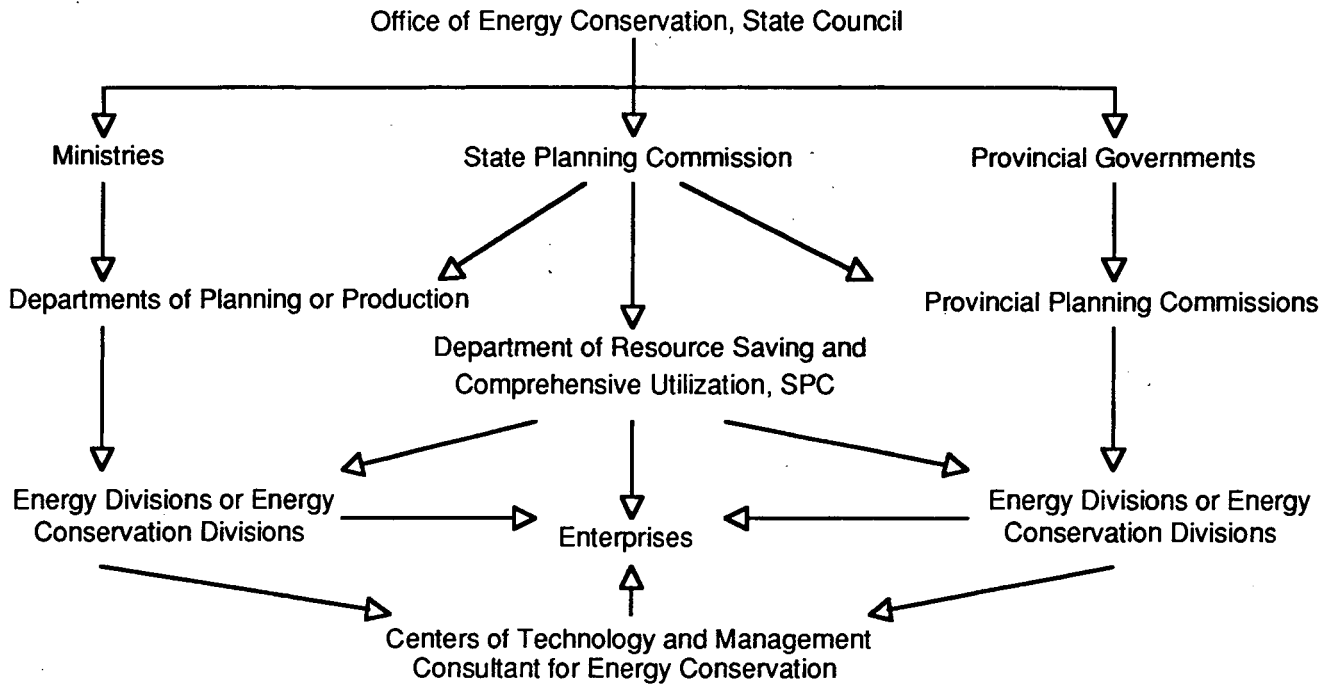 Office of Energy Conservation, State Council
Ministries
State Planning Commission
Provincial Governments
Departments of Planning or Production
Provincial Planning Commissions
Department of Resource Saving and
Comprehensive Utilization, SPC
Energy Divisions or Energy
Conservation Divisions
Enterprises
Energy Divisions or Energy
Conservation Divisions
Centers of Technology and Management
Consultant for Energy Conservation